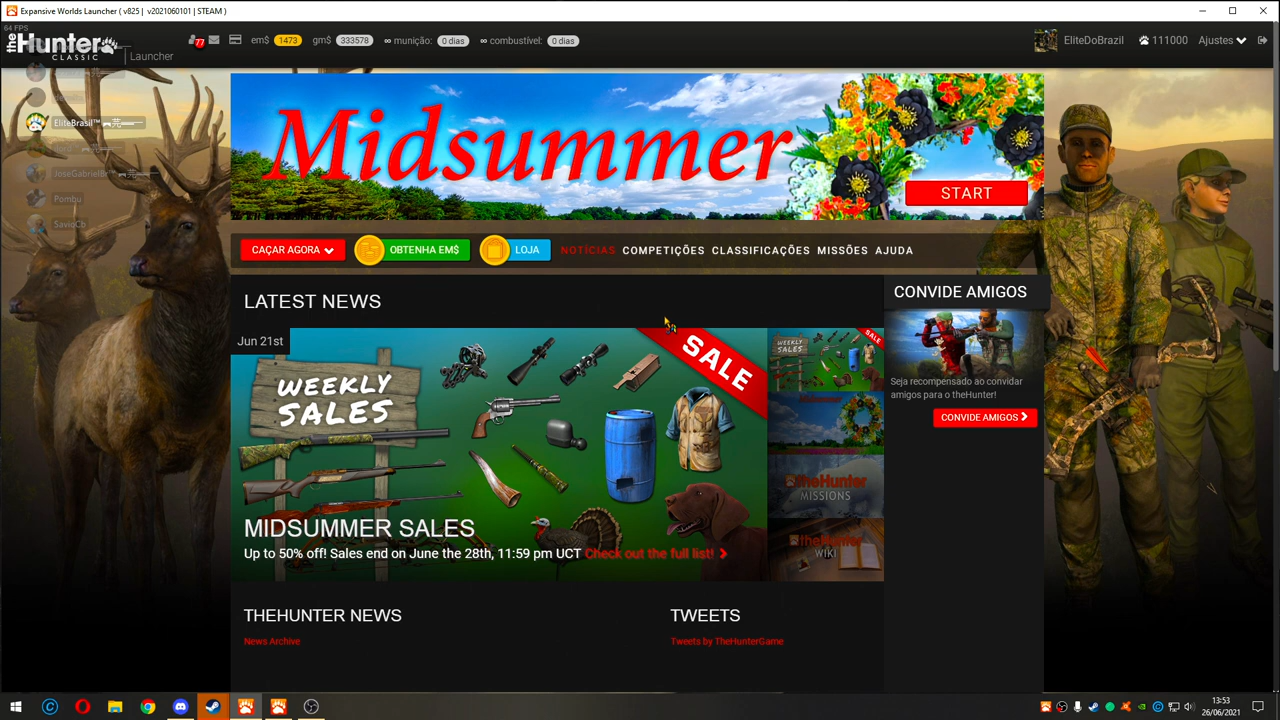 Expansive Worlds Launcher ( v825 | v2021060101 | STEAM )
64 FPS
theHunter
CLASSIC
Launcher
77
em$ 1473 gm$ 333578 ∞ munição: 0 dias ∞ combustível: 0 dias
EliteDoBrazil 111000 Ajustes
EliteBrasil™
JoseGabrielBr™
Pombu
SavioCb
Midsummer
START
CAÇAR AGORA OBTENHA EM$ LOJA NOTÍCIAS COMPETIÇÕES CLASSIFICAÇÕES MISSÕES AJUDA
LATEST NEWS
Jun 21st
WEEKLY
SALES
SALE
MIDSUMMER SALES
Up to 50% off! Sales end on June the 28th, 11:59 pm UCT Check out the full list!
WEEKLY
SALES
SALE
Midsummer
theHunter
MISSIONS
theHunter
WIKI
CONVIDE AMIGOS
Seja recompensado ao convidar
amigos para o theHunter!
CONVIDE AMIGOS
THEHUNTER NEWS
News Archive
TWEETS
Tweets by TheHunterGame
13:53
26/06/2021